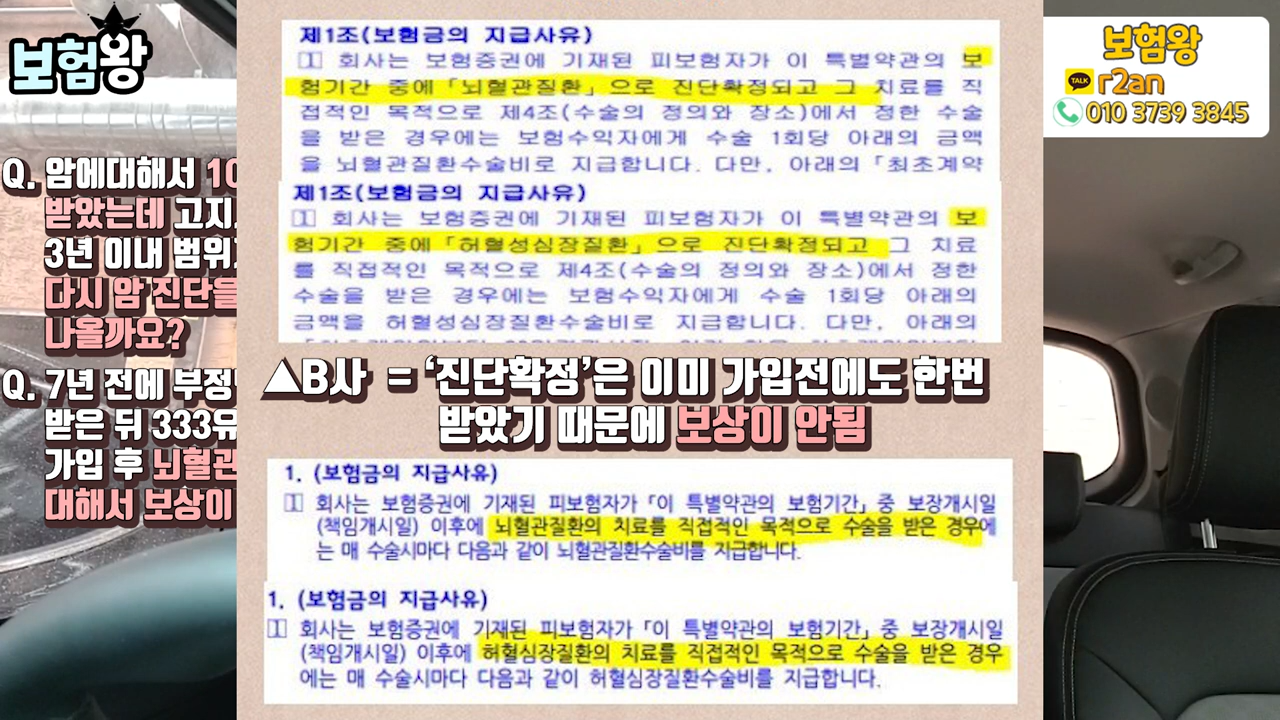 보험왕
보험왕
TALK r2an
010 3739 3845
Q. 암에대해서 10
받았는데 고지
3년 이내 범위
다시 암 진단을
나올까요?
Q. 7년 전에 부정
받은 뒤 333유
가입 후 뇌혈관
대해서 보상이
제1조(보험금의 지급사유)
① 회사는 보험증권에 기재된 피보험자가 이 특별약관의 보
험기간 중에 「뇌혈관질환」으로 진단확정되고 그 치료를 직
접적인 목적으로 제4조(수술의 정의와 장소)에서 정한 수술
을 받은 경우에는 보험수익자에게 수술 1회당 아래의 금액
을 뇌혈관질환수술비로 지급합니다. 다만, 아래의 「최초계약
제1조(보험금의 지급사유)
① 회사는 보험증권에 기재된 피보험자가 이 특별약관의 보
험기간 중에 「허혈성심장질환」으로 진단확정되고 그 치료
를 직접적인 목적으로 제4조(수술의 정의와 장소)에서 정한
수술을 받은 경우에는 보험수익자에게 수술 1회당 아래의
금액을 허혈성심장질환수술비로 지급합니다. 다만, 아래의
▲B사 = ‘진단확정’은 이미 가입전에도 한번
받았기 때문에 보상이 안됨
1. (보험금의 지급사유)
① 회사는 보험증권에 기재된 피보험자가 「이 특별약관의 보험기간」 중 보장개시일
(책임개시일) 이후에 뇌혈관질환의 치료를 직접적인 목적으로 수술을 받은 경우에
는 매 수술시마다 다음과 같이 뇌혈관질환수술비를 지급합니다.
1. (보험금의 지급사유)
① 회사는 보험증권에 기재된 피보험자가 「이 특별약관의 보험기간」 중 보장개시일
(책임개시일) 이후에 허혈심장질환의 치료를 직접적인 목적으로 수술을 받은 경우
에는 매 수술시마다 다음과 같이 허혈심장질환수술비를 지급합니다.